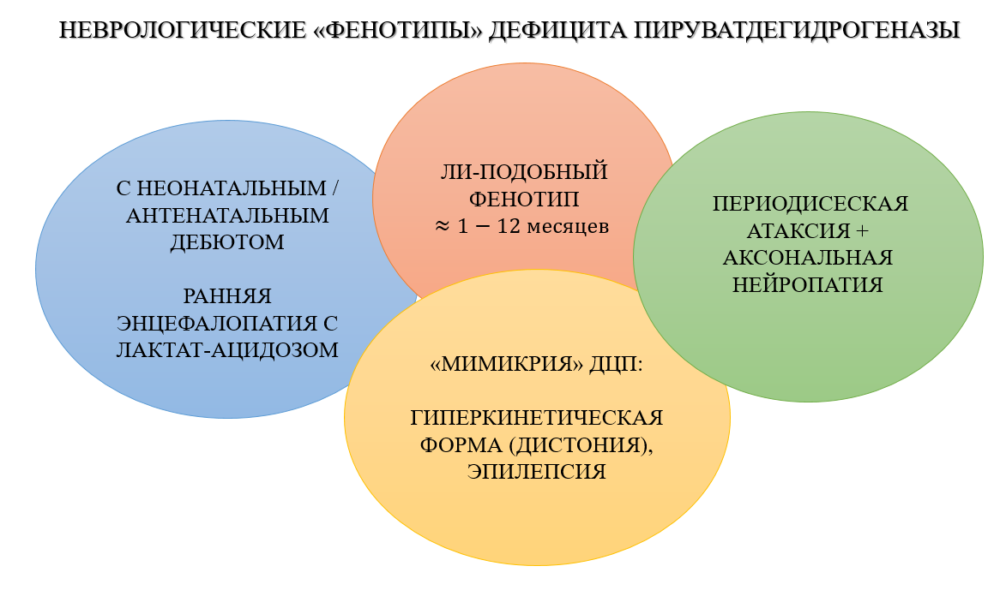 НЕВРОЛОГИЧЕСКИЕ «ФЕНОТИПЫ» ДЕФИЦИТА ПИРУВАТДЕГИДРОГЕНАЗЫ
С НЕОНАТАЛЬНЫМ /
АНТЕНАТАЛЬНЫМ
ДЕБЮТОМ
РАННЯЯ
ЭНЦЕФАЛОПАТИЯ С
ЛАКТАТ-АЦИДОЗОМ
ЛИ-ПОДОБНЫЙ
ФЕНОТИП
≈ 1 − 12 месяцев
ПЕРИОДИСЕСКАЯ
АТАКСИЯ +
АКСОНАЛЬНАЯ
НЕЙРОПАТИЯ
«МИМИКРИЯ» ДЦП:
ГИПЕРКИНЕТИЧЕСКАЯ
ФОРМА (ДИСТОНИЯ),
ЭПИЛЕПСИЯ